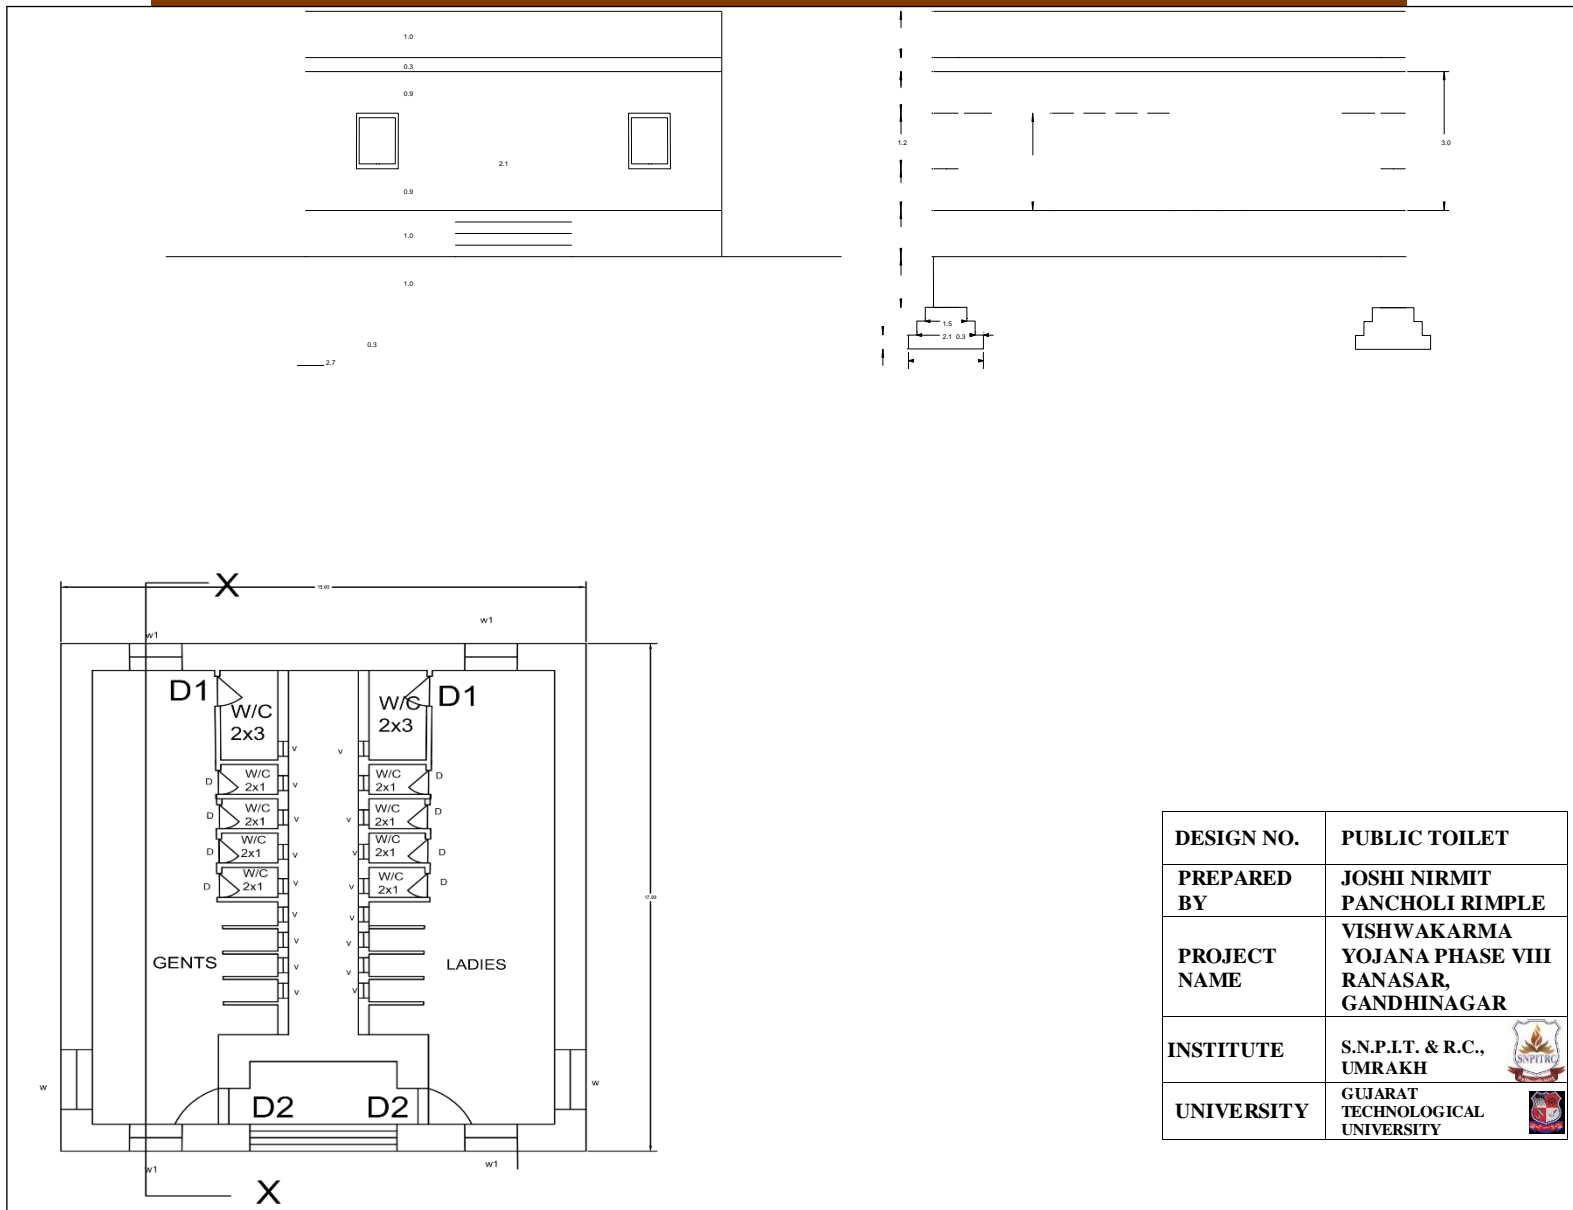 1.0
0.3
0.9
2.1
0.9
1.0
1.0
0.3
2.7
1.2
3.0
1.5
2.1 0.3
X
w1
w1
D1
D1
W/C
2x3
W/C
2x3
v
v
D
W/C
2x1
v
W/C
2x1
D
D
W/C
2x1
v
v
W/C
2x1
D
D
W/C
2x1
v
v
W/C
2x1
D
D
W/C
2x1
v
v
W/C
2x1
D
v
v
v
v
GENTS
v
v
LADIES
v
v
w
w
D2
D2
w1
w1
X
DESIGN NO. PUBLIC TOILET
PREPARED BY
JOSHI NIRMIT
PANCHOLI RIMPLE
PROJECT NAME
VISHWAKARMA
YOJANA PHASE VIII
RANASAR,
GANDHINAGAR
INSTITUTE
S.N.P.I.T. & R.C.,
UMRAKH
SNPITRC
UNIVERSITY
GUJARAT
TECHNOLOGICAL
UNIVERSITY